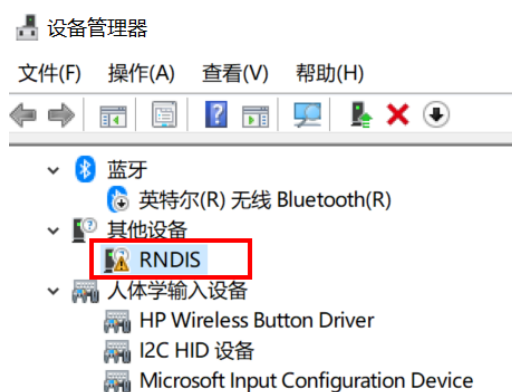 设备管理器
文件(F) 操作(A) 查看(V) 帮助(H)
蓝牙
英特尔(R) 无线 Bluetooth(R)
其他设备
RNDIS
人体学输入设备
HP Wireless Button Driver
I2C HID 设备
Microsoft Input Configuration Device